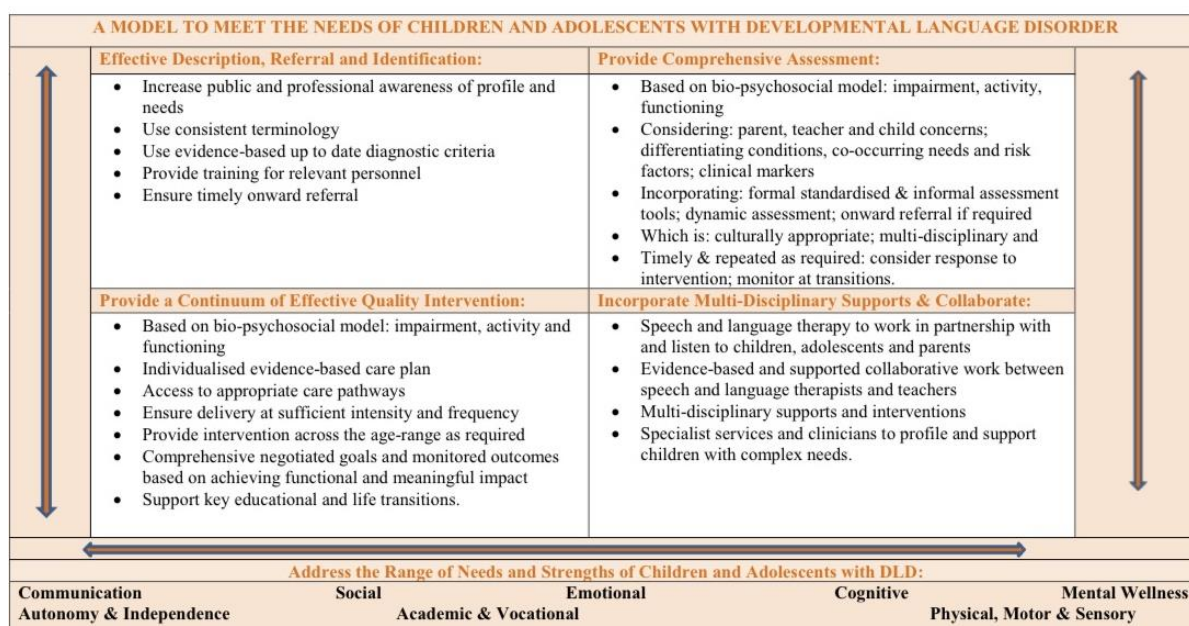 A MODEL TO MEET THE NEEDS OF CHILDREN AND ADOLESCENTS WITH DEVELOPMENTAL LANGUAGE DISORDER
Effective Description, Referral and Identification:
• Increase public and professional awareness of profile and
needs
• Use consistent terminology
• Use evidence-based up to date diagnostic criteria
• Provide training for relevant personnel
• Ensure timely onward referral
Provide Comprehensive Assessment:
• Based on bio-psychosocial model: impairment, activity,
functioning
• Considering: parent, teacher and child concerns;
differentiating conditions, co-occurring needs and risk
factors; clinical markers
• Incorporating: formal standardised & informal assessment
tools; dynamic assessment; onward referral if required
• Which is: culturally appropriate; multi-disciplinary and
• Timely & repeated as required: consider response to
intervention; monitor at transitions.
Provide a Continuum of Effective Quality Intervention:
• Based on bio-psychosocial model: impairment, activity and
functioning
• Individualised evidence-based care plan
• Access to appropriate care pathways
• Ensure delivery at sufficient intensity and frequency
• Provide intervention across the age-range as required
• Comprehensive negotiated goals and monitored outcomes
based on achieving functional and meaningful impact
• Support key educational and life transitions.
Incorporate Multi-Disciplinary Supports & Collaborate:
• Speech and language therapy to work in partnership with
and listen to children, adolescents and parents
• Evidence-based and supported collaborative work between
speech and language therapists and teachers
• Multi-disciplinary supports and interventions
• Specialist services and clinicians to profile and support
children with complex needs.
Address the Range of Needs and Strengths of Children and Adolescents with DLD:
Communication Social Emotional Cognitive Mental Wellness
Autonomy & Independence Academic & Vocational Physical, Motor & Sensory